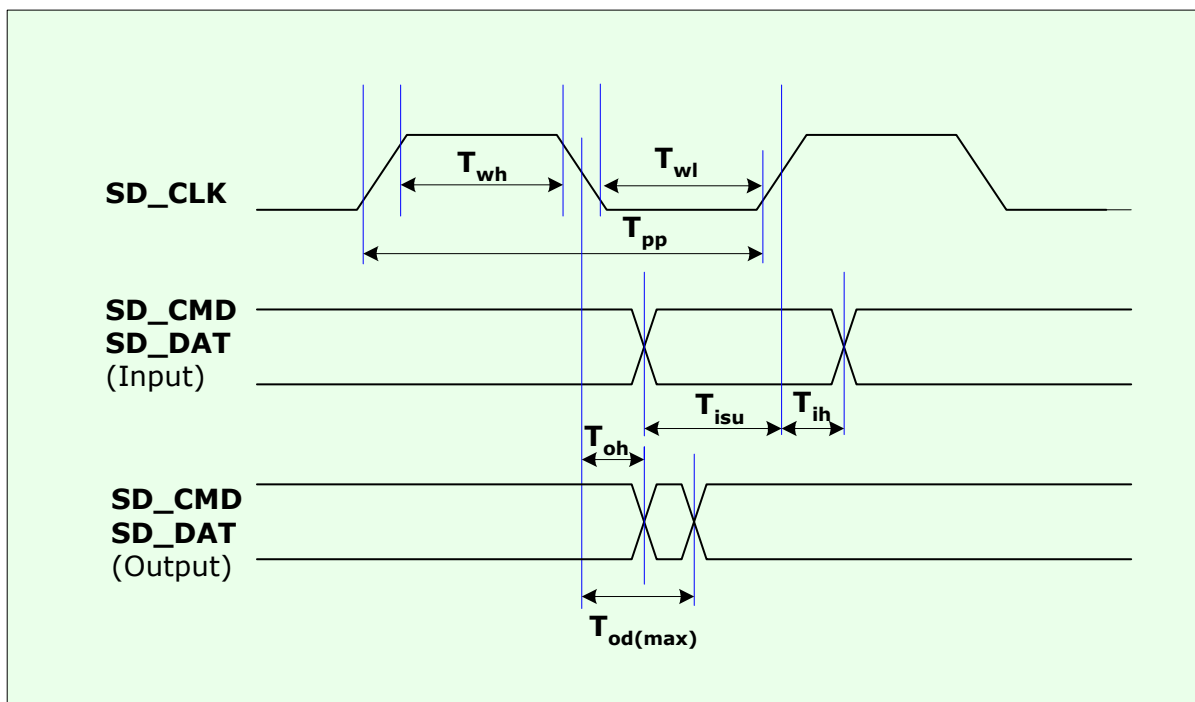 SD_CLK
T_wh
T_wl
T_pp
SD_CMD
SD_DAT
(Input)
T_isu
T_ih
T_oh
SD_CMD
SD_DAT
(Output)
T_od(max)